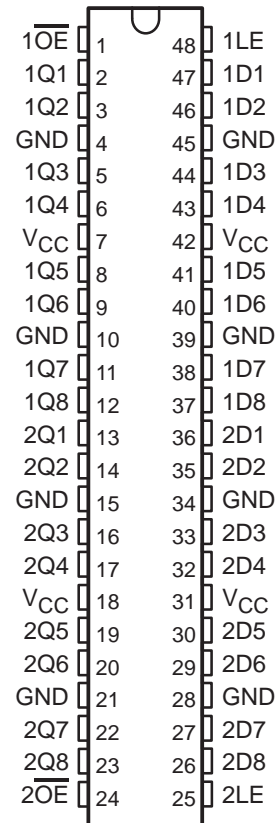 1O̅E̅ 1 48 1LE
1Q1 2 47 1D1
1Q2 3 46 1D2
GND 4 45 GND
1Q3 5 44 1D3
1Q4 6 43 1D4
VCC 7 42 VCC
1Q5 8 41 1D5
1Q6 9 40 1D6
GND 10 39 GND
1Q7 11 38 1D7
1Q8 12 37 1D8
2Q1 13 36 2D1
2Q2 14 35 2D2
GND 15 34 GND
2Q3 16 33 2D3
2Q4 17 32 2D4
VCC 18 31 VCC
2Q5 19 30 2D5
2Q6 20 29 2D6
GND 21 28 GND
2Q7 22 27 2D7
2Q8 23 26 2D8
2O̅E̅ 24 25 2LE